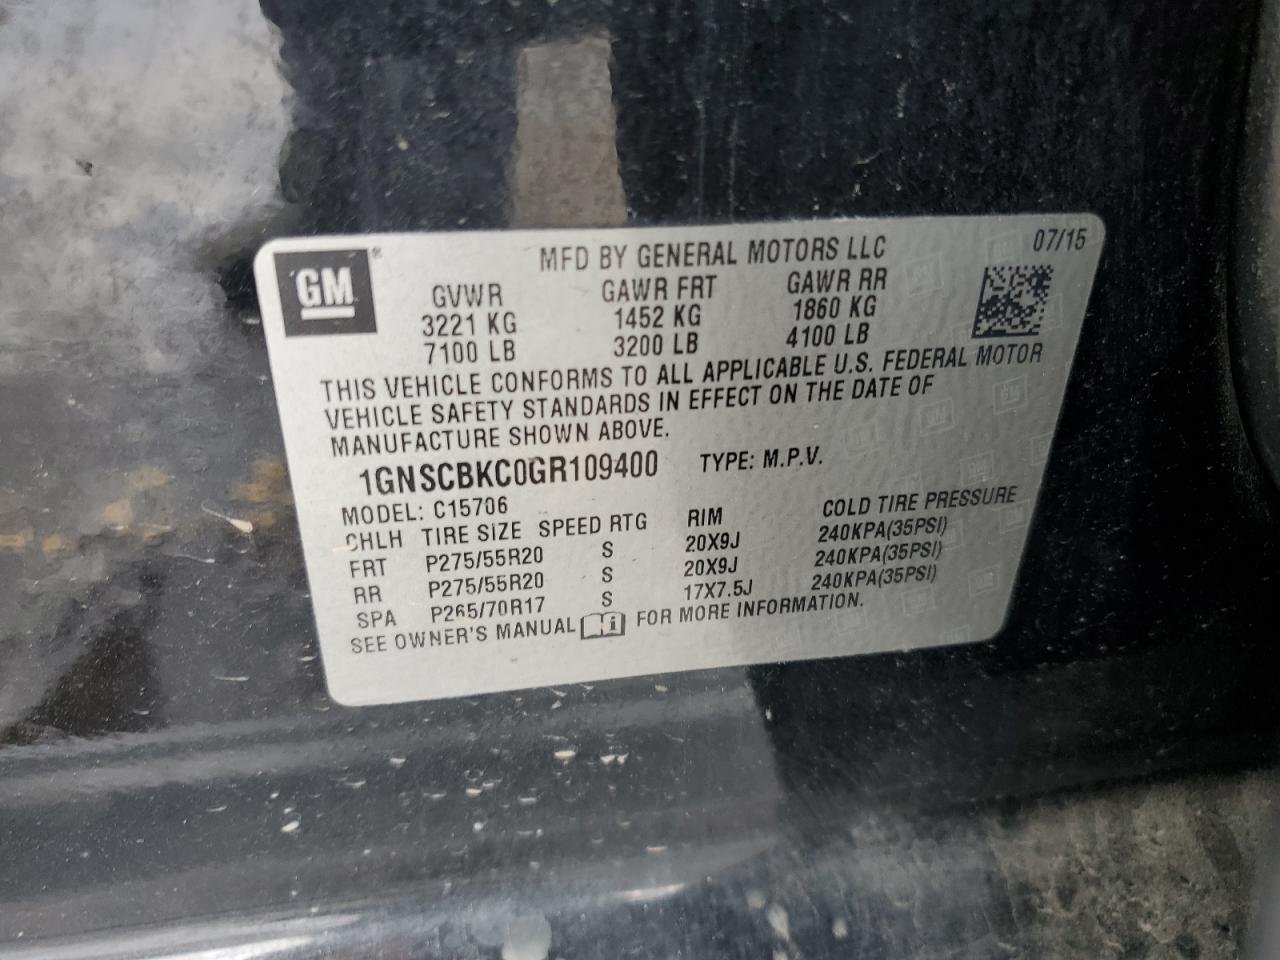 GM ®
MFD BY GENERAL MOTORS LLC 07/15
GVWR GAWR FRT GAWR RR
3221 KG 1452 KG 1860 KG
7100 LB 3200 LB 4100 LB
THIS VEHICLE CONFORMS TO ALL APPLICABLE U.S. FEDERAL MOTOR
VEHICLE SAFETY STANDARDS IN EFFECT ON THE DATE OF
MANUFACTURE SHOWN ABOVE.
1GNSCBKC0GR109400 TYPE: M.P.V.
MODEL: C15706
CHLH TIRE SIZE SPEED RTG RIM COLD TIRE PRESSURE
FRT P275/55R20 S 20X9J 240KPA(35PSI)
RR P275/55R20 S 20X9J 240KPA(35PSI)
SPA P265/70R17 S 17X7.5J 240KPA(35PSI)
SEE OWNER'S MANUAL i FOR MORE INFORMATION.